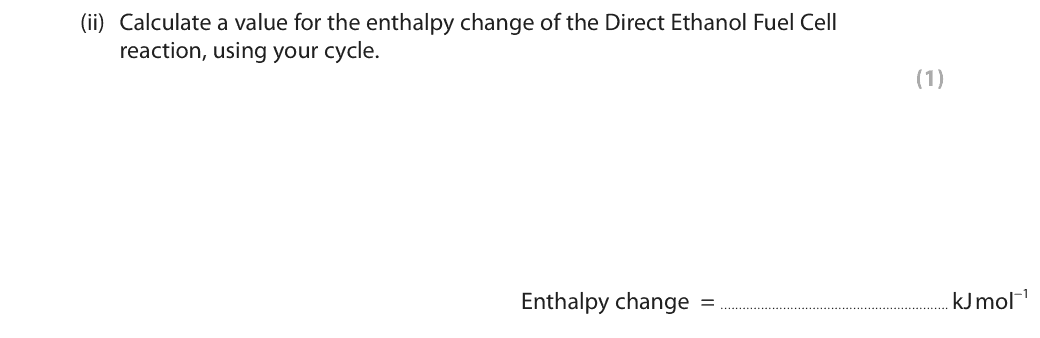 (ii) Calculate a value for the enthalpy change of the Direct Ethanol Fuel Cell
reaction, using your cycle.
(1)
Enthalpy change = ............................................................... kJ mol⁻¹